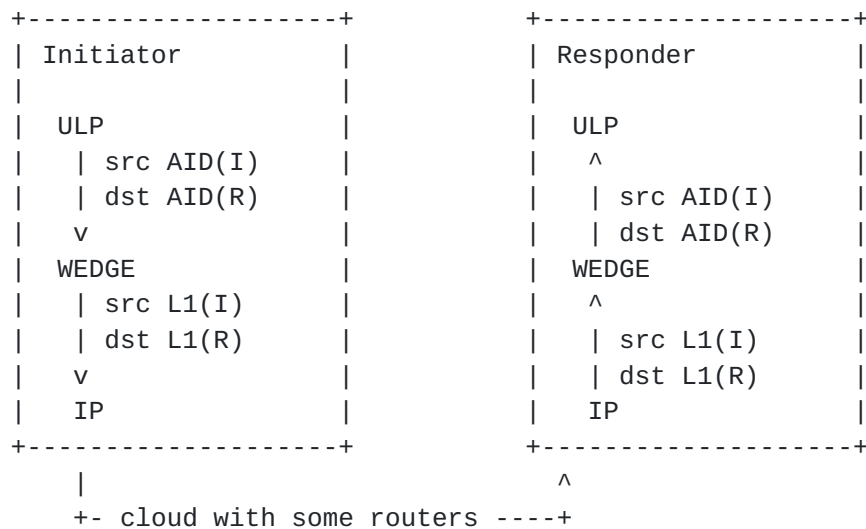 +--------------------+           +--------------------+
| Initiator          |           | Responder          |
|                    |           |                    |
|  ULP               |           |  ULP               |
|   | src AID(I)     |           |   ^                |
|   | dst AID(R)     |           |   | src AID(I)     |
|   v                |           |   | dst AID(R)     |
|  WEDGE             |           |  WEDGE             |
|   | src L1(I)      |           |   ^                |
|   | dst L1(R)      |           |   | src L1(I)      |
|   v                |           |   | dst L1(R)      |
|   IP               |           |   IP               |
+--------------------+           +--------------------+
    |                              ^
    +- cloud with some routers ----+